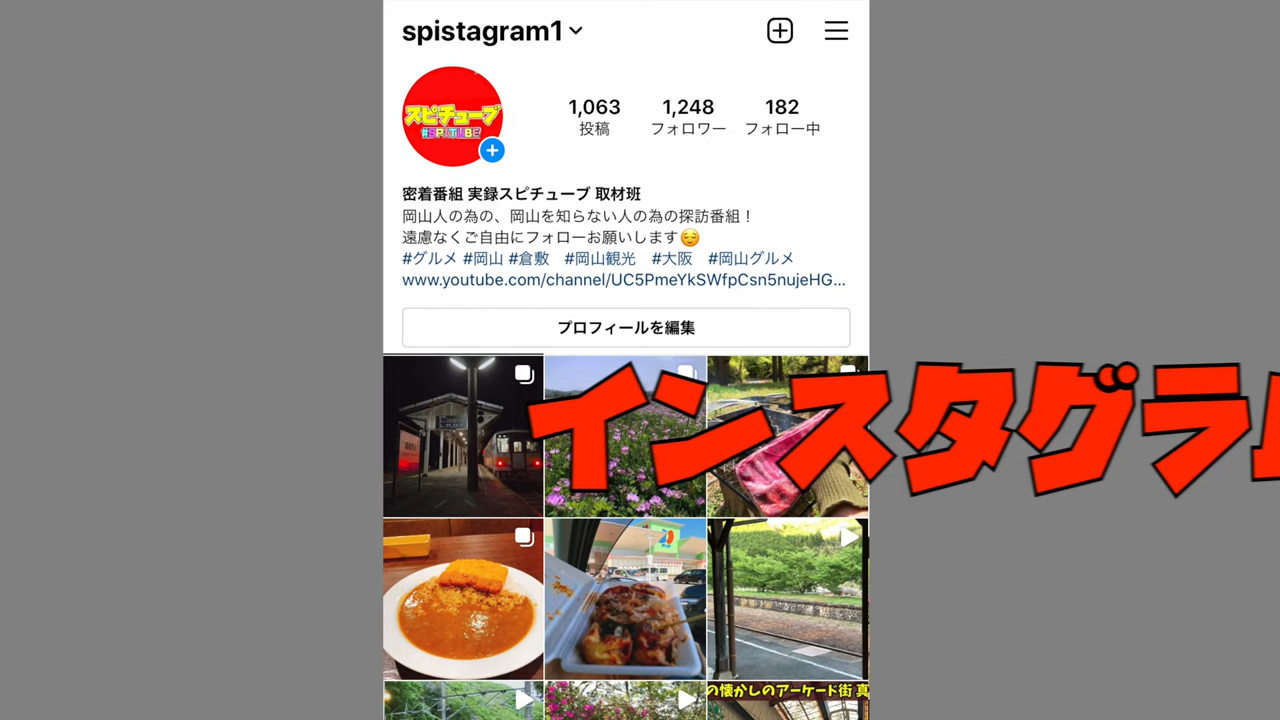 spistagram1
スピチューブ
#SPITUBE
1,063
投稿
1,248
フォロワー
182
フォロー中
密着番組 実録スピチューブ 取材班
岡山人の為の、岡山を知らない人の為の探訪番組！
遠慮なくご自由にフォローお願いします😌
#グルメ #岡山 #倉敷　#岡山観光　#大阪　#岡山グルメ
www.youtube.com/channel/UC5PmeYkSWfpCsn5nujeHG...
プロフィールを編集
インスタグラム
の懐かしのアーケード街 真